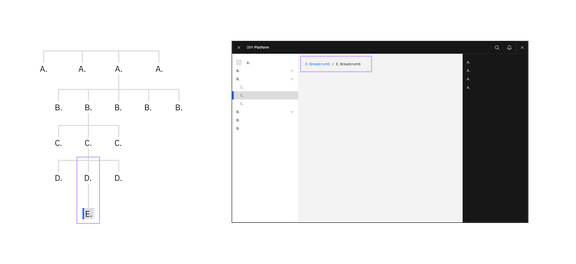 A. A. A. A.
B. B. B. B. B.
C. C. C.
D. D. D.
E.
IBM Platform
A.
B.
B.
C.
C.
C.
B.
B.
B.
Breadcrumb / E. Breadcrumb
A.
A.
A.
A.